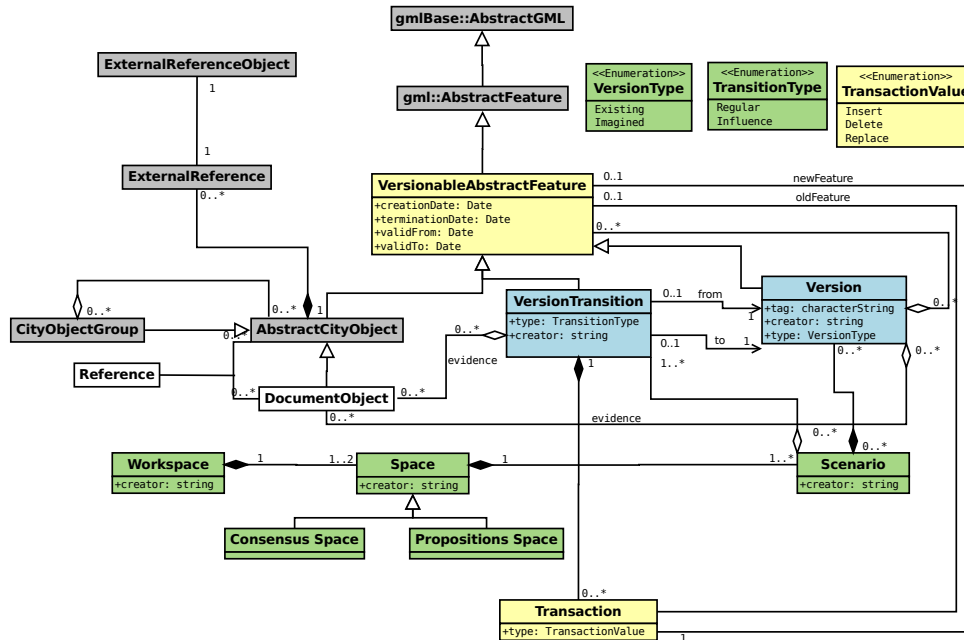 gmlBase::AbstractGML
ExternalReferenceObject
1
gml::AbstractFeature
<<Enumeration>>
VersionType
Existing
Imagined
<<Enumeration>>
TransitionType
Regular
Influence
<<Enumeration>>
TransactionValue
Insert
Delete
Replace
1
ExternalReference
0..*
VersionableAbstractFeature
+creationDate: Date
+terminationDate: Date
+validFrom: Date
+validTo: Date
0..1
newFeature
0..1
oldFeature
0..*
CityObjectGroup
0..*
0..*
1
AbstractCityObject
0..*
VersionTransition
+type: TransitionType
+creator: string
0..1
from
1
0..1
to
1
1..*
Version
+tag: characterString
+creator: string
+type: VersionType
0..*
0..*
0..*
0..*
evidence
0..*
Reference
0..*
DocumentObject
0..*
evidence
1
0..*
0..*
Workspace
+creator: string
1
1..2
Space
+creator: string
1
1..*
Scenario
+creator: string
Consensus Space
Propositions Space
0..*
Transaction
+type: TransactionValue
1